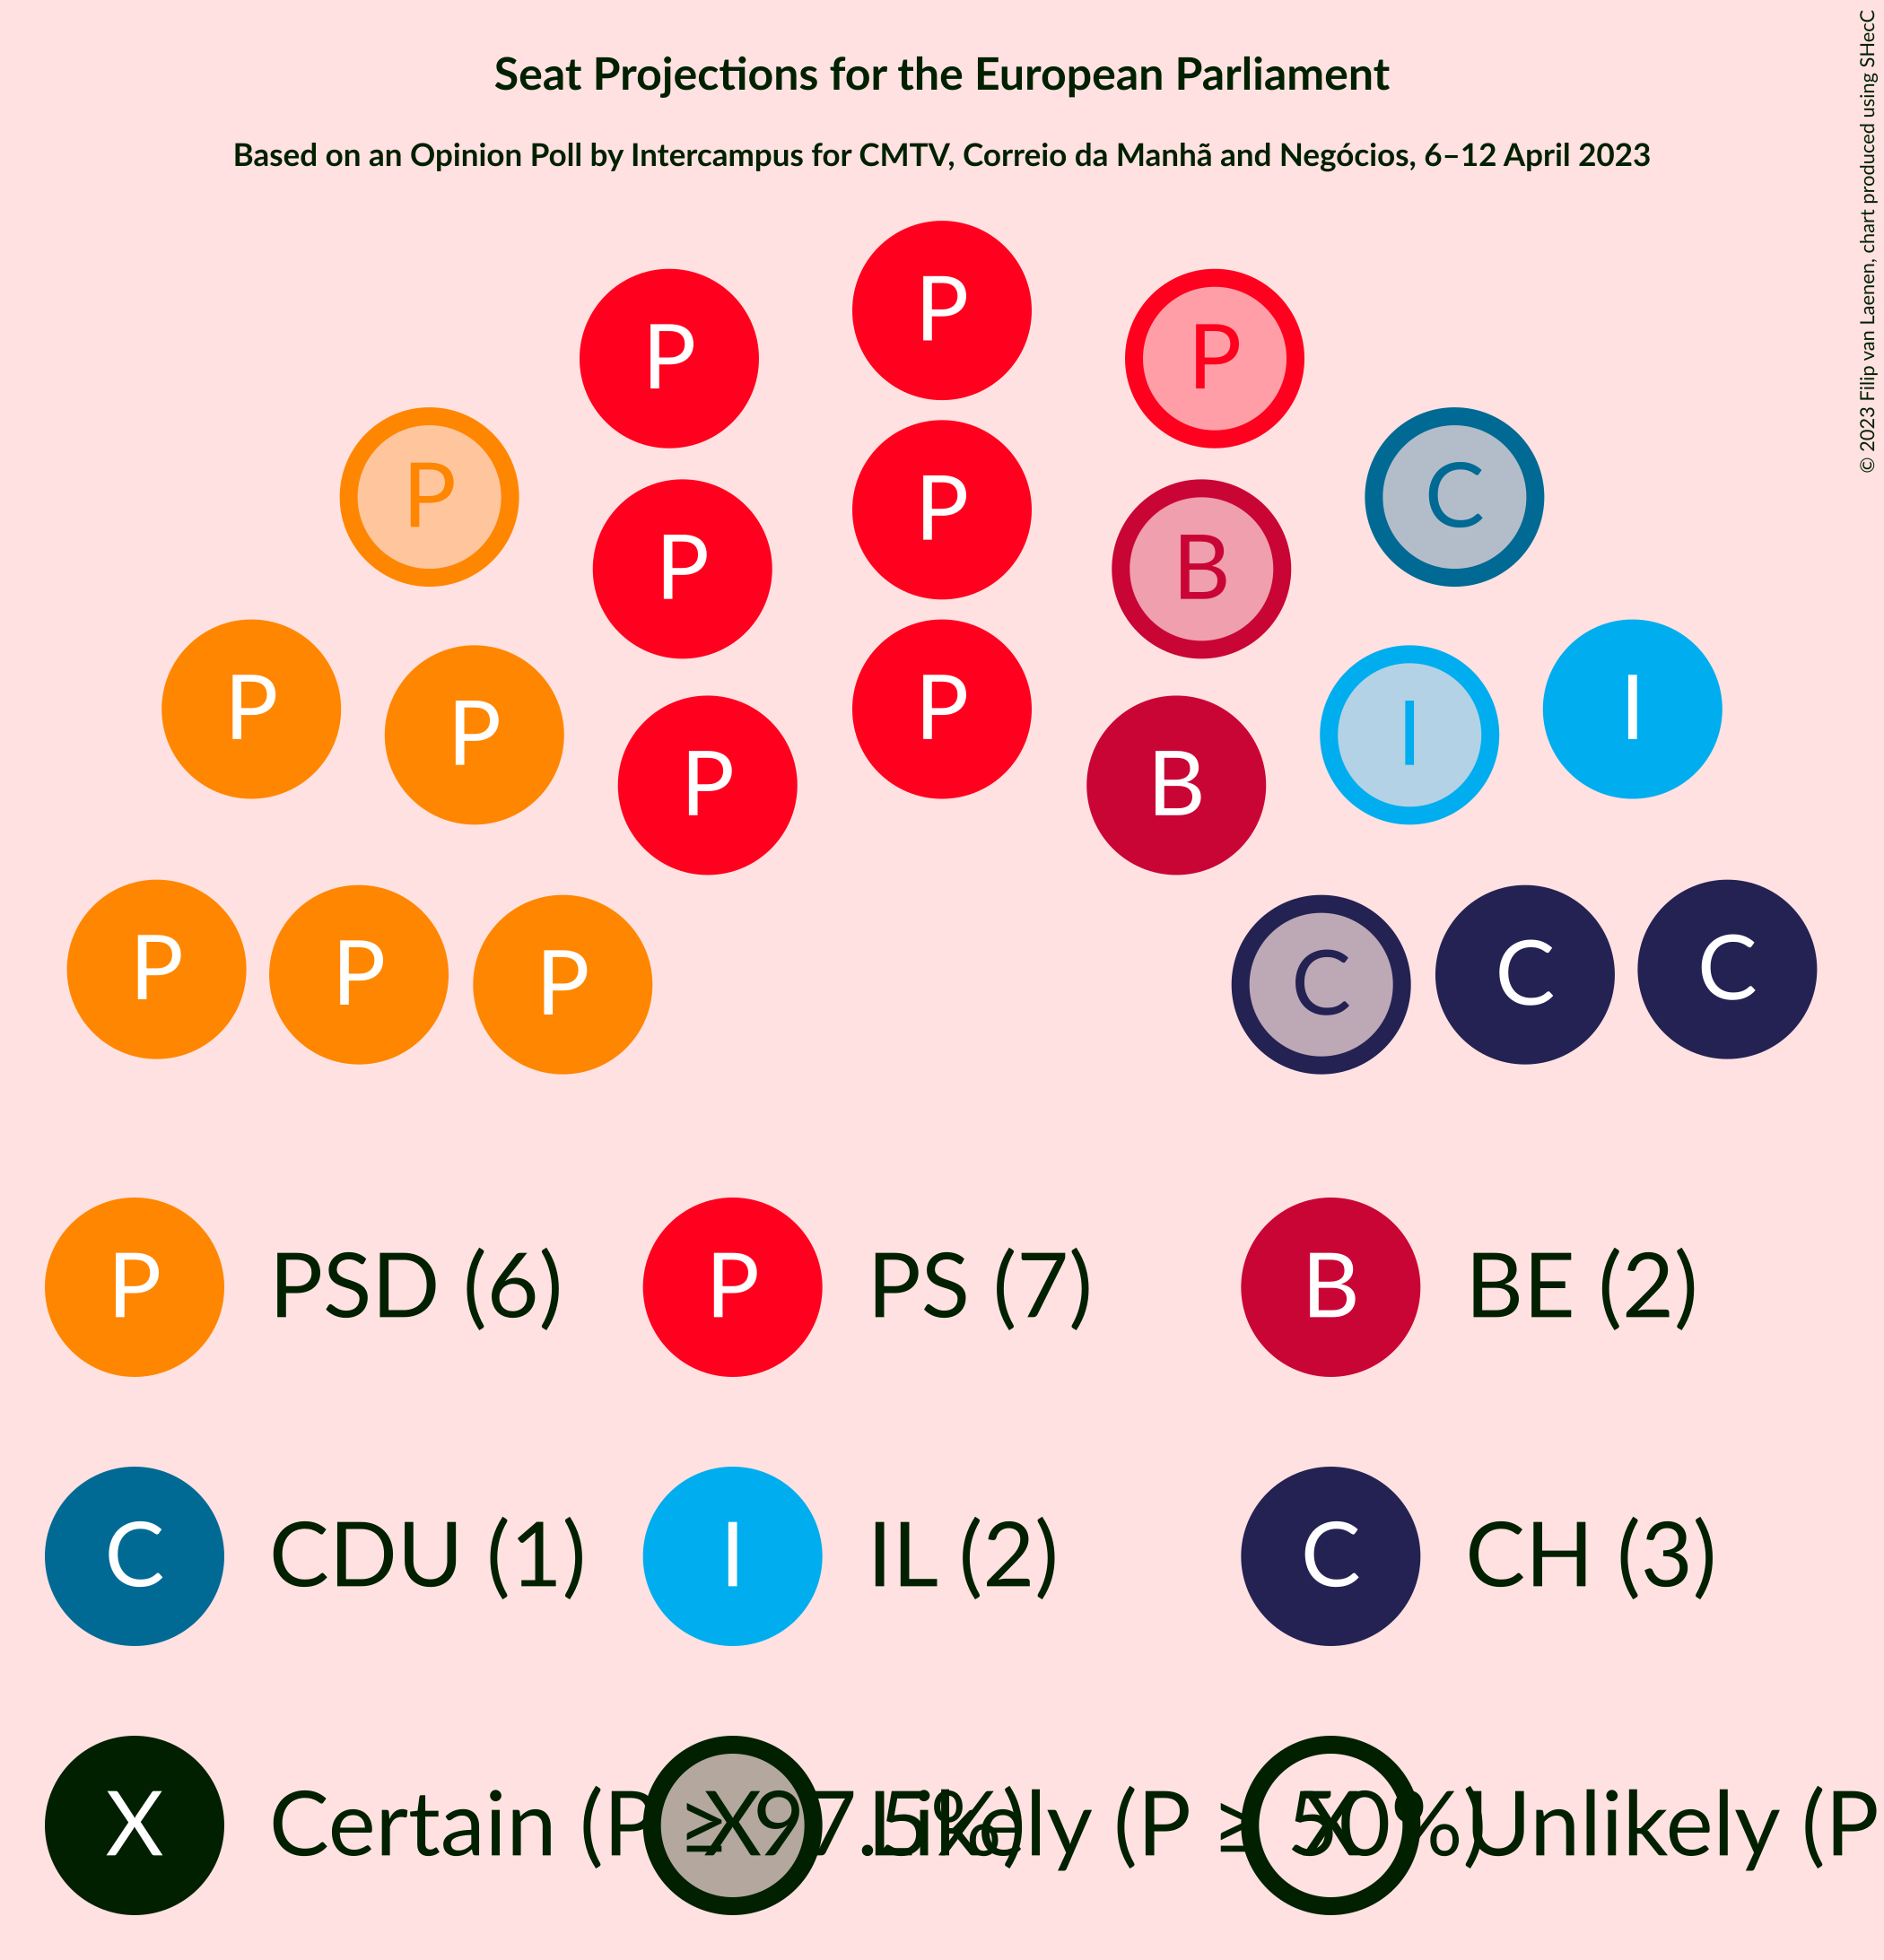 Seat Projections for the European Parliament
Based on an Opinion Poll by Intercampus for CMTV, Correio da Manhã and Negócios, 6–12 April 2023
© 2023 Filip van Laenen, chart produced using SHecC
P
P P
P C
P
P B
P I
P P
P I
P B
P C
P C
P C
P PSD (6) P PS (7) B BE (2)
C CDU (1) I IL (2) C CH (3)
X Certain (P ≥ 97.5%) X Likely (P ≥ 50%) X Unlikely (P